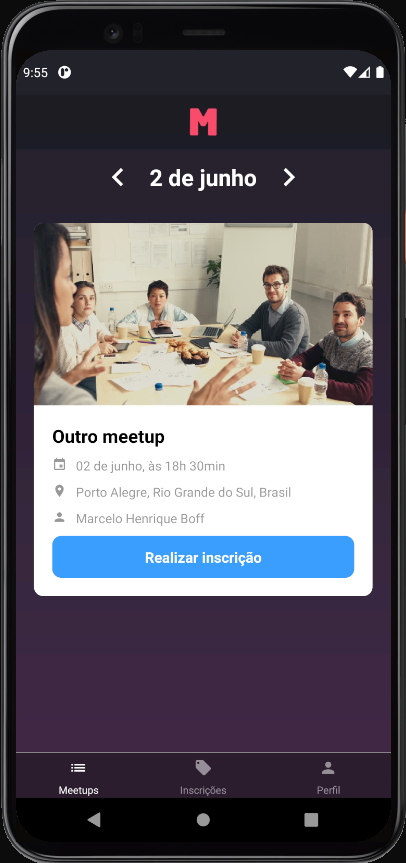 9:55
M
2 de junho
Outro meetup
02 de junho, às 18h 30min
Porto Alegre, Rio Grande do Sul, Brasil
Marcelo Henrique Boff
Realizar inscrição
Meetups
Inscrições
Perfil